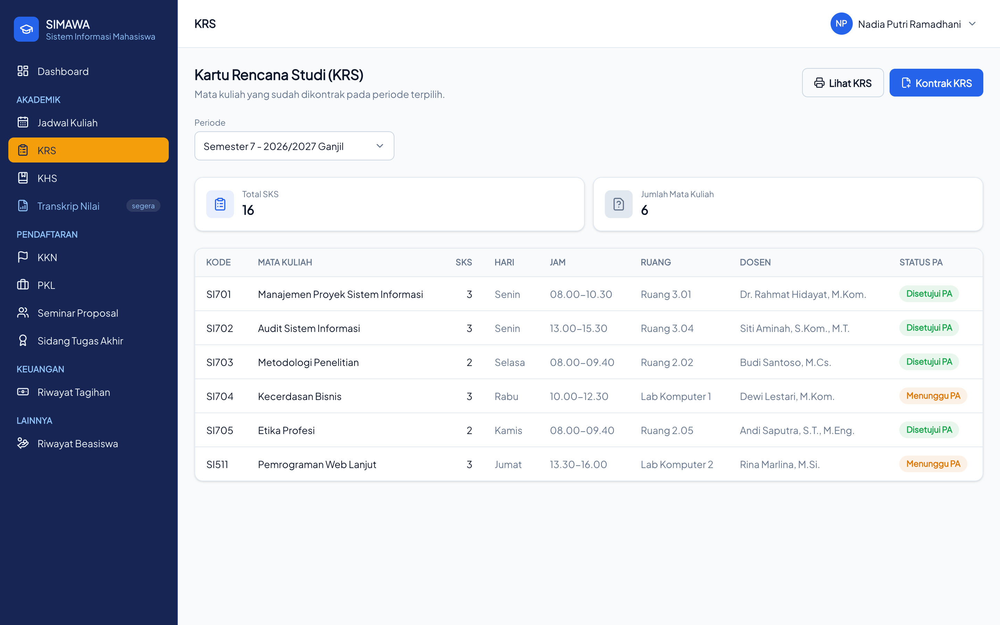 SIMAWA
Sistem Informasi Mahasiswa
Dashboard
AKADEMIK
Jadwal Kuliah
KRS
KHS
Transkrip Nilai segera
PENDAFTARAN
KKN
PKL
Seminar Proposal
Sidang Tugas Akhir
KEUANGAN
Riwayat Tagihan
LAINNYA
Riwayat Beasiswa
KRS
NP Nadia Putri Ramadhani
Kartu Rencana Studi (KRS)
Mata kuliah yang sudah dikontrak pada periode terpilih.
Lihat KRS
Kontrak KRS
Periode
Semester 7 - 2026/2027 Ganjil
Total SKS
16
Jumlah Mata Kuliah
6
KODE MATA KULIAH SKS HARI JAM RUANG DOSEN STATUS PA
SI701 Manajemen Proyek Sistem Informasi 3 Senin 08.00–10.30 Ruang 3.01 Dr. Rahmat Hidayat, M.Kom. Disetujui PA
SI702 Audit Sistem Informasi 3 Senin 13.00–15.30 Ruang 3.04 Siti Aminah, S.Kom., M.T. Disetujui PA
SI703 Metodologi Penelitian 2 Selasa 08.00–09.40 Ruang 2.02 Budi Santoso, M.Cs. Disetujui PA
SI704 Kecerdasan Bisnis 3 Rabu 10.00–12.30 Lab Komputer 1 Dewi Lestari, M.Kom. Menunggu PA
SI705 Etika Profesi 2 Kamis 08.00–09.40 Ruang 2.05 Andi Saputra, S.T., M.Eng. Disetujui PA
SI511 Pemrograman Web Lanjut 3 Jumat 13.30–16.00 Lab Komputer 2 Rina Marlina, M.Si. Menunggu PA